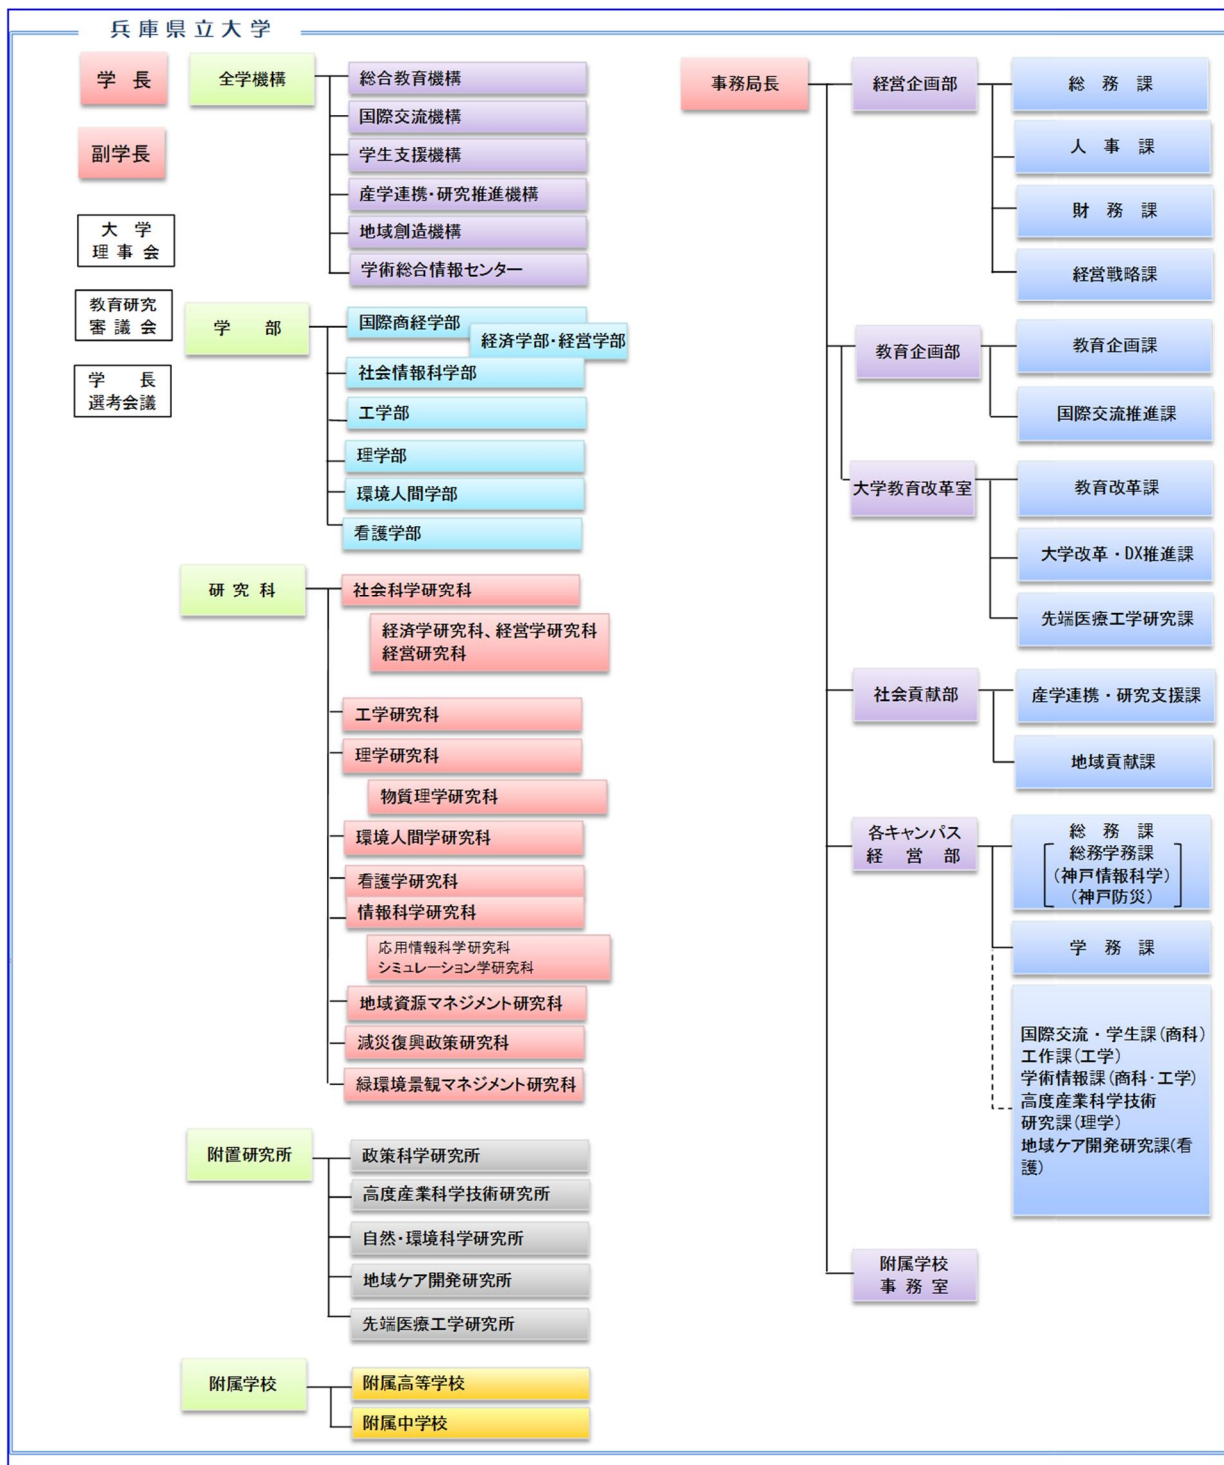 兵庫県立大学
学　長
副学長
大　学
理 事 会
教育研究
審 議 会
学　　長
選考会議
全学機構
総合教育機構
国際交流機構
学生支援機構
産学連携・研究推進機構
地域創造機構
学術総合情報センター
学　　部
国際商経学部
経済学部・経営学部
社会情報科学部
工学部
理学部
環境人間学部
看護学部
研 究 科
社会科学研究科
経済学研究科、経営学研究科
経営研究科
工学研究科
理学研究科
物質理学研究科
環境人間学研究科
看護学研究科
情報科学研究科
応用情報科学研究科
シミュレーション学研究科
地域資源マネジメント研究科
減災復興政策研究科
緑環境景観マネジメント研究科
附置研究所
政策科学研究所
高度産業科学技術研究所
自然・環境科学研究所
地域ケア開発研究所
先端医療工学研究所
附属学校
附属高等学校
附属中学校
事務局長
経営企画部
総　務　課
人　事　課
財　務　課
経営戦略課
教育企画部
教育企画課
国際交流推進課
大学教育改革室
教育改革課
大学改革・DX推進課
先端医療工学研究課
社会貢献部
産学連携・研究支援課
地域貢献課
各キャンパス
経　営　部
総　務　課
総務学務課
(神戸情報科学)
(神戸防災)
学　務　課
国際交流・学生課(商科)
工作課(工学)
学術情報課(商科・工学)
高度産業科学技術
研究課(理学)
地域ケア開発研究課(看
護)
附属学校
事 務 室